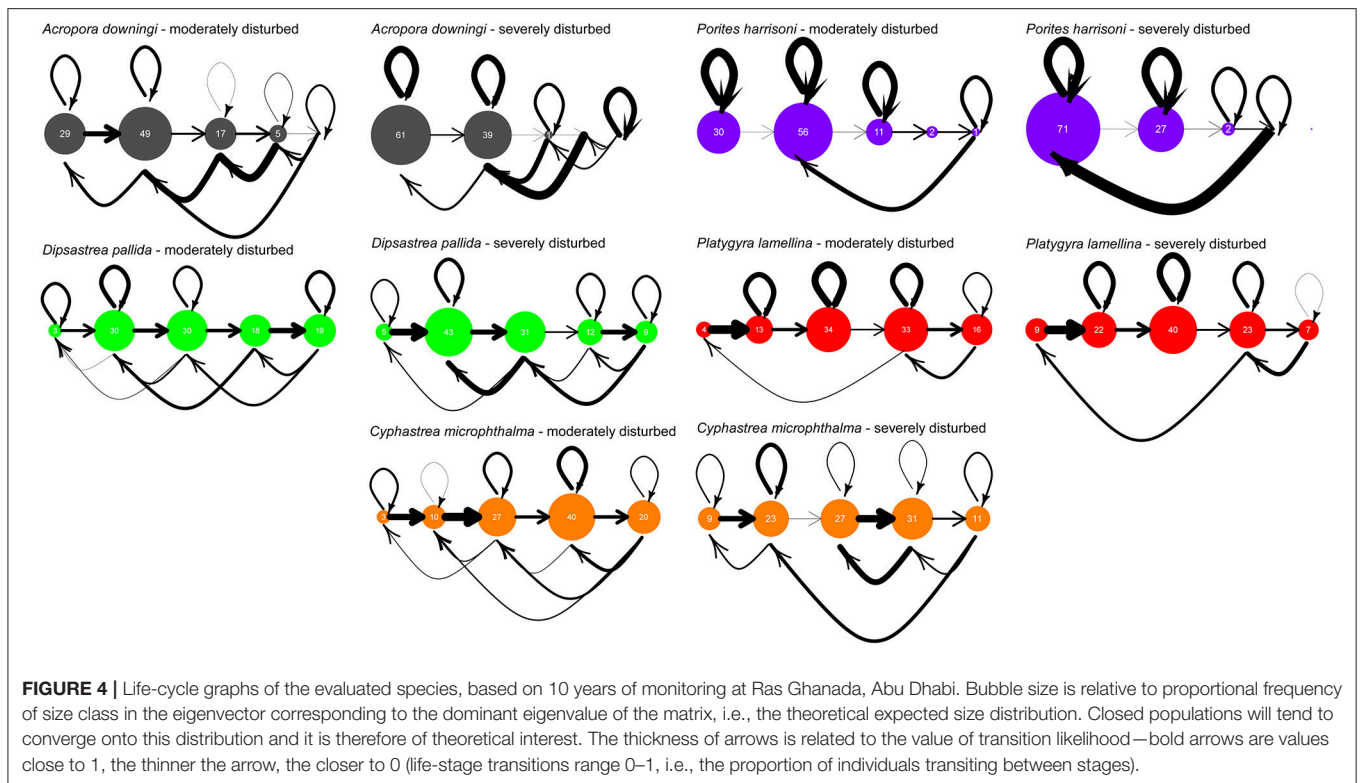 Acropora downingi - moderately disturbed
Acropora downingi - severely disturbed
Porites harrisoni - moderately disturbed
Porites harrisoni - severely disturbed
29 49 17 5
61 39
30 56 11 2 1
71 27 2
Dipsastrea pallida - moderately disturbed
Dipsastrea pallida - severely disturbed
Platygyra lamellina - moderately disturbed
Platygyra lamellina - severely disturbed
3 30 30 18 19
43 31 12 9
4 13 34 33 16
9 22 40 23 7
Cyphastrea microphthalma - moderately disturbed
Cyphastrea microphthalma - severely disturbed
3 10 27 40 20
9 23 27 31 11
FIGURE 4 | Life-cycle graphs of the evaluated species, based on 10 years of monitoring at Ras Ghanada, Abu Dhabi. Bubble size is relative to proportional frequency
of size class in the eigenvector corresponding to the dominant eigenvalue of the matrix, i.e., the theoretical expected size distribution. Closed populations will tend to
converge onto this distribution and it is therefore of theoretical interest. The thickness of arrows is related to the value of transition likelihood—bold arrows are values
close to 1, the thinner the arrow, the closer to 0 (life-stage transitions range 0–1, i.e., the proportion of individuals transiting between stages).